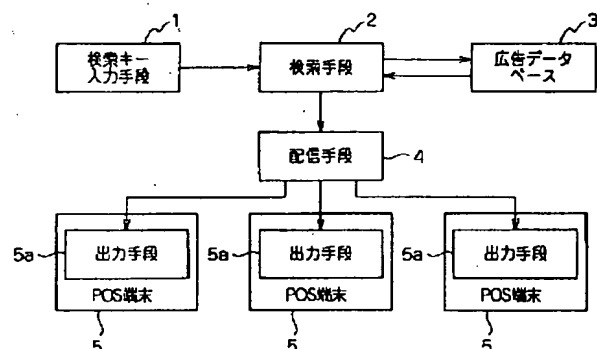 1
2
3
検索キー
入力手段
検索手段
広告データ
ベース
配信手段
4
5a
出力手段
5a
出力手段
5a
出力手段
POS端末
POS端末
POS端末
5
5
5